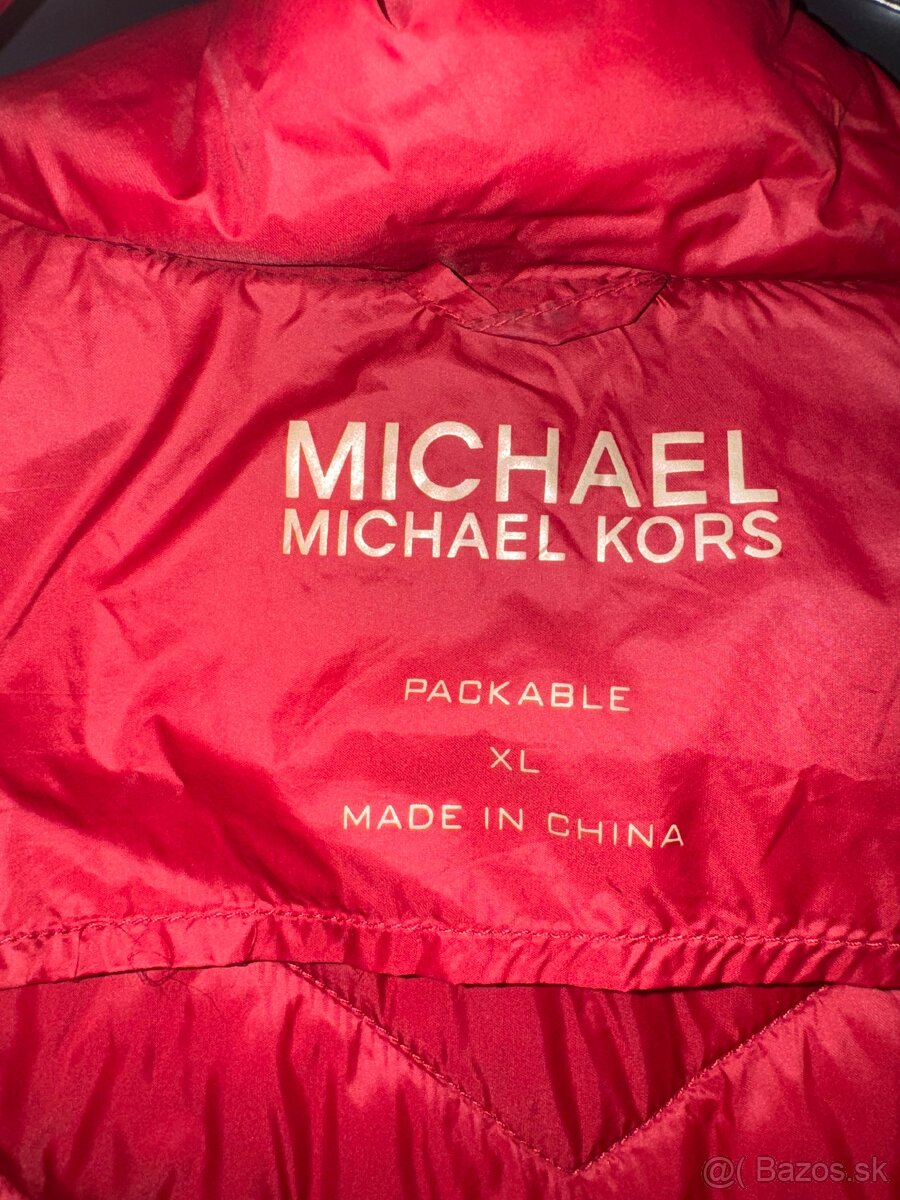 MICHAEL
MICHAEL KORS
PACKABLE
XL
MADE IN CHINA
@( Bazos.sk